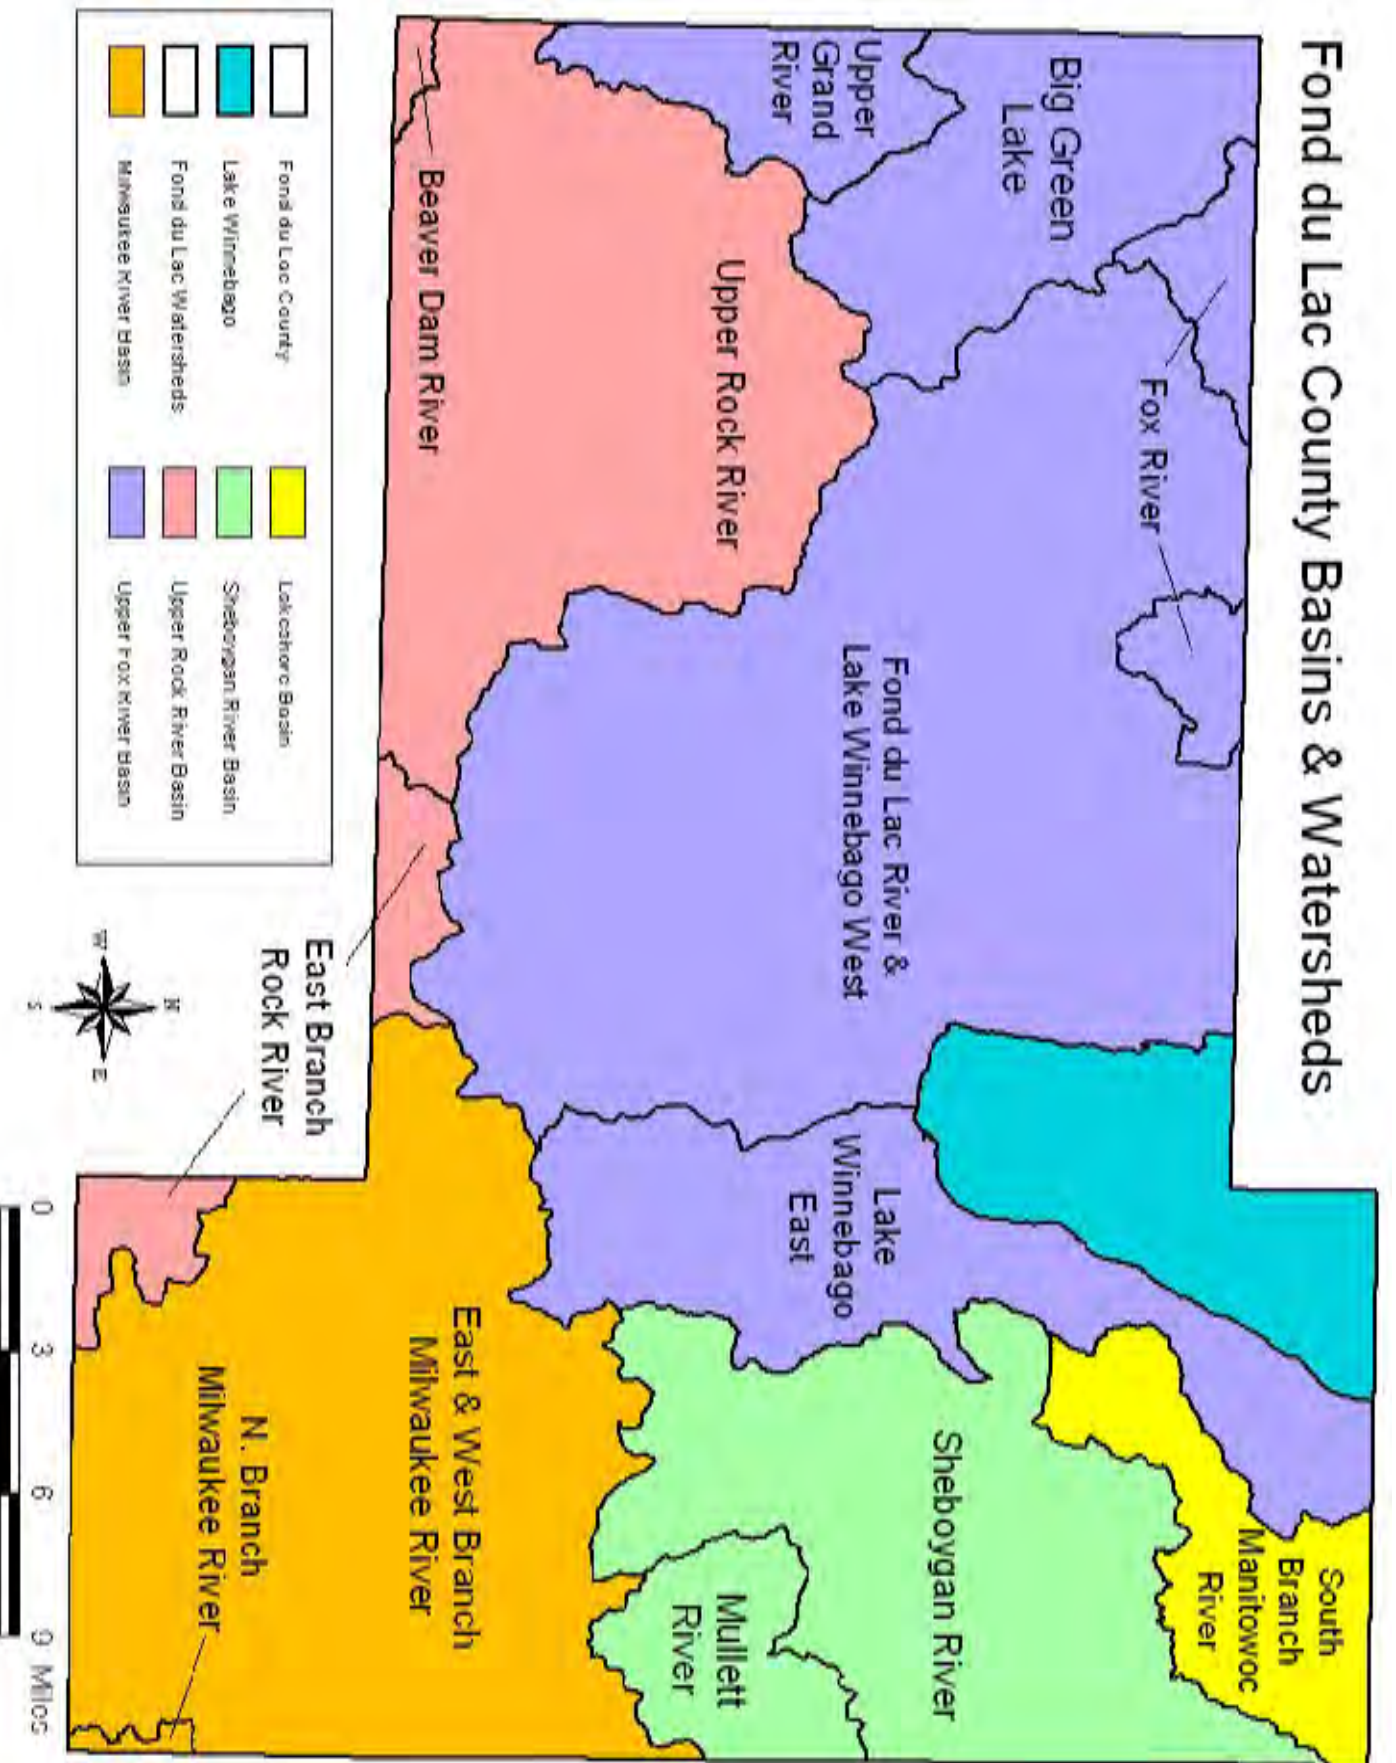 Fond du Lac County Basins & Watersheds
Big Green
Lake
Upper
Grand
River
Fox River
Upper Rock River
Beaver Dam River
Fond du Lac River &
Lake Winnebago West
Lake
Winnebago
East
South
Branch
Manitowoc
River
Sheboygan River
Mullett
River
East & West Branch
Milwaukee River
N. Branch
Milwaukee River
East Branch
Rock River
Fond du Lac County
Lake Winnebago
Fond du Lac Watersheds
Milwaukee River Basin
Lakeshore Basin
Sheboygan River Basin
Upper Rock River Basin
Upper Fox River Basin
N
W
E
S
0 3 6 9 Miles